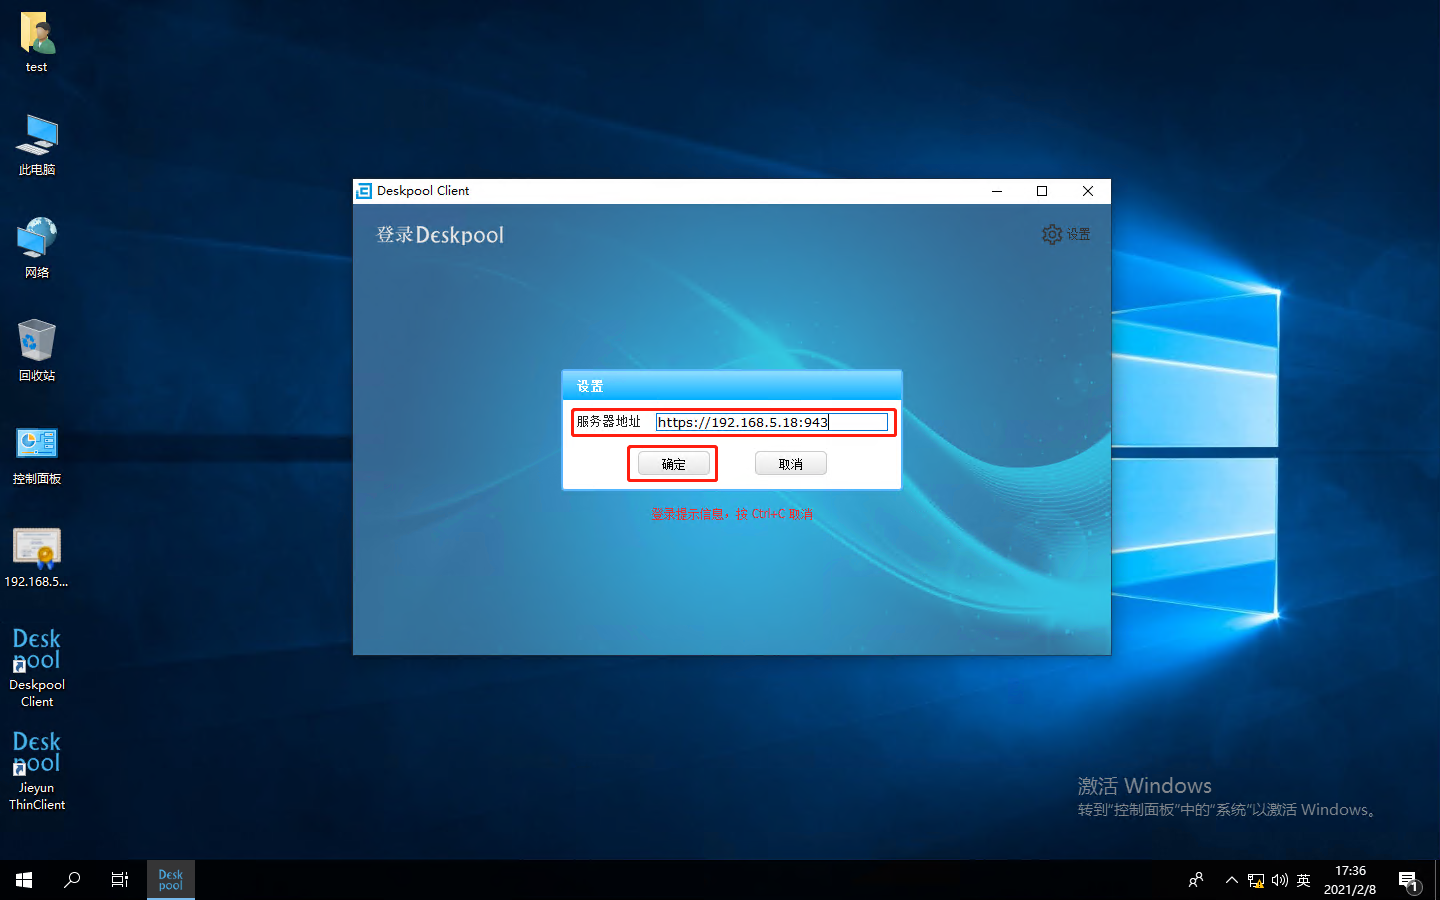 test
此电脑
网络
回收站
控制面板
192.168.5...
Desk
pool
Deskpool
Client
Desk
pool
Jieyun
ThinClient
Deskpool Client
登录Deskpool
设置
设置
服务器地址 https://192.168.5.18:943
确定 取消
登录提示信息，按 Ctrl+C 取消
激活 Windows
转到“控制面板”中的“系统”以激活 Windows。
Desk
pool
英
17:36
2021/2/8
1